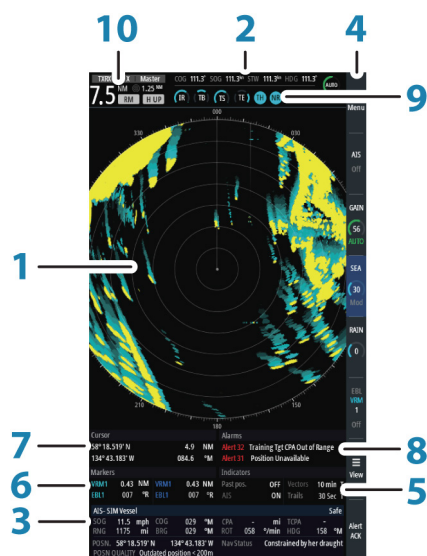 10
2
4
TXRX X Master
COG 111.3° SOG 111.3kn STW 111.3kn HDG 111.3°
AUTO
7.5 NM 1.25 NM
RM H UP
IR TB TS TE TH NR
9
Menu
000
030
330
AIS
Off
GAIN
56
AUTO
1
SEA
30
Mod
RAIN
0
EBL
VRM
1
Off
210
150
180
Cursor
Alarms
7
58° 18.519'N 4.9 NM
134° 43.183' W 084.6 °M
Alert 32 Training Tgt CPA Out of Range
Alert 31 Position Unavailable
8
View
Markers
Indicators
6
VRM1 0.43 NM VRM1 0.43 NM
EBL1 007 °R EBL1 007 °R
Past pos. OFF Vectors 10 min T
AIS ON Trails 30 Sec T
5
3
AIS- SIM Vessel Safe
SOG 11.5 mph COG 029 °M CPA - mi TCPA -
RNG 1175 mi BRG 029 °M ROT 058 °/min HDG 158 °M
POSN. 58° 18.519' N 134° 43.183' W Nav Status Constrained by her draught
POSN QUALITY Outdated position < 200m
Alert
ACK